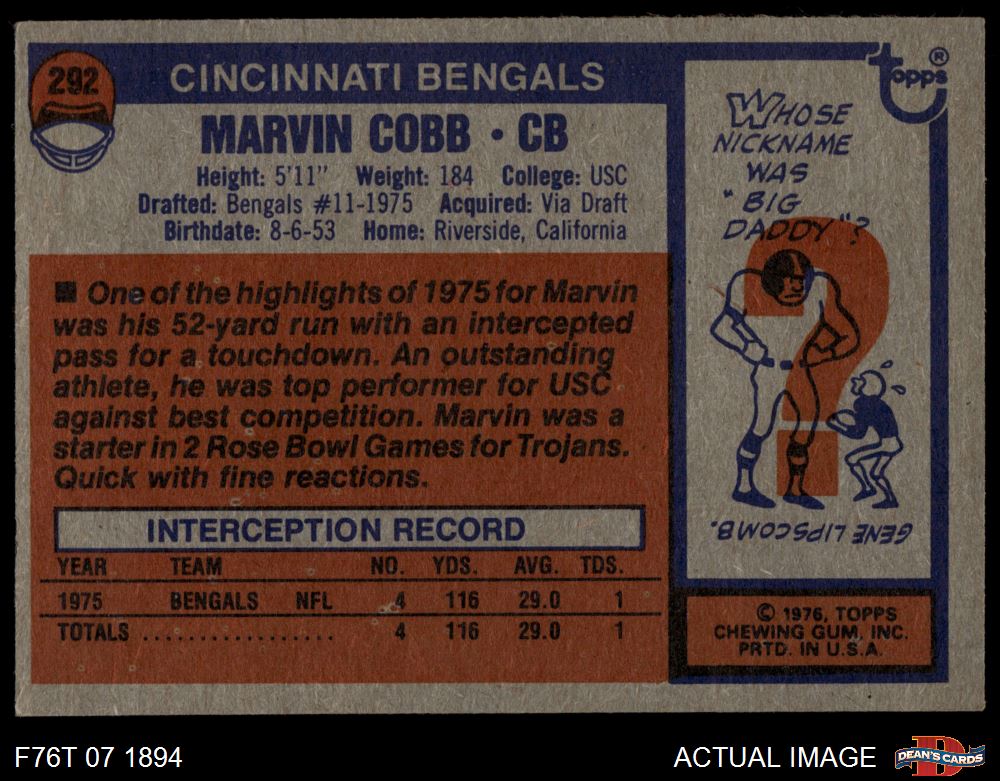 292
CINCINNATI BENGALS
MARVIN COBB • CB
Height: 5'11" Weight: 184 College: USC
Drafted: Bengals #11-1975 Acquired: Via Draft
Birthdate: 8-6-53 Home: Riverside, California
■ One of the highlights of 1975 for Marvin
was his 52-yard run with an intercepted
pass for a touchdown. An outstanding
athlete, he was top performer for USC
against best competition. Marvin was a
starter in 2 Rose Bowl Games for Trojans.
Quick with fine reactions.
INTERCEPTION RECORD
YEAR TEAM NO. YDS. AVG. TDS.
1975 BENGALS NFL 4 116 29.0 1
TOTALS ................. 4 116 29.0 1
topps ®
WHOSE
NICKNAME
WAS
"BIG
DADDY"?
GENE LIPSCOMB.
© 1976, TOPPS
CHEWING GUM, INC.
PRTD. IN U.S.A.
F76T 07 1894
ACTUAL IMAGE
D
DEAN'S CARDS